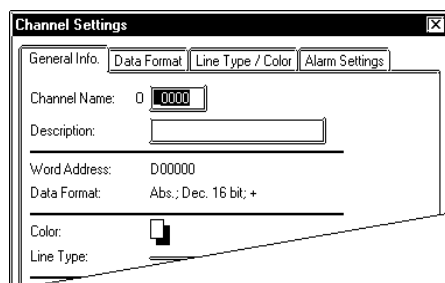 Channel Settings
General Info. Data Format Line Type / Color Alarm Settings
Channel Name: O 0000
Description:
Word Address: D00000
Data Format: Abs.; Dec. 16 bit; +
Color:
Line Type: